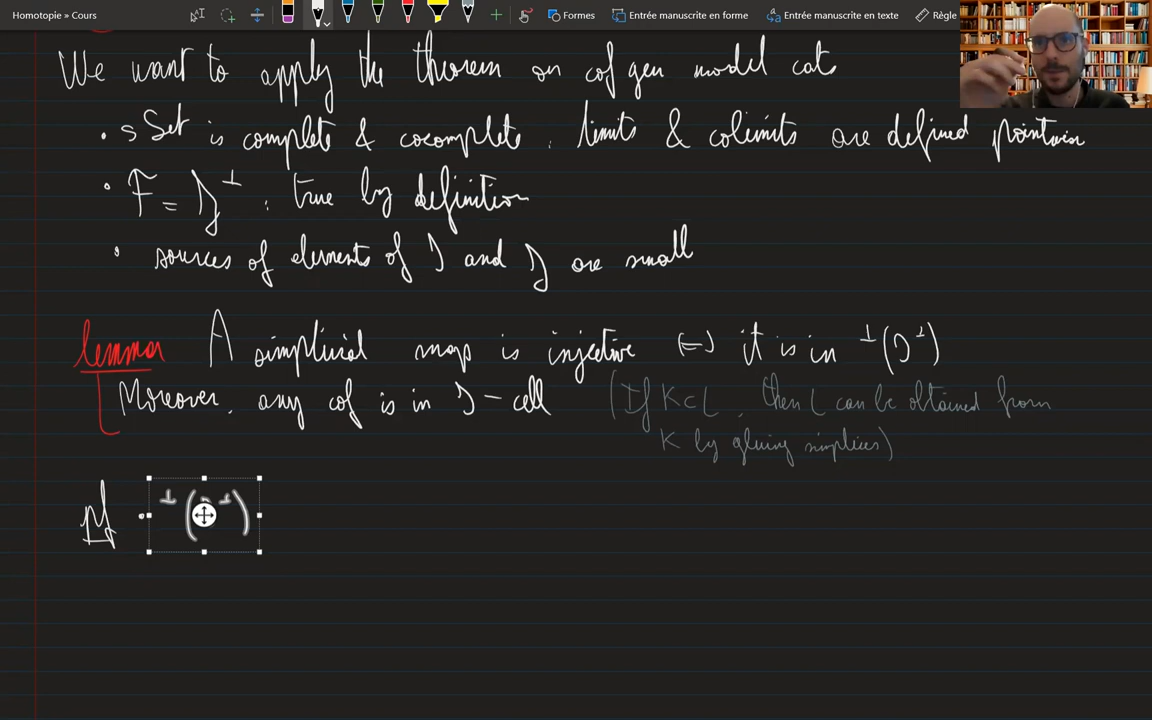 Homotopie » Cours
Formes Entrée manuscrite en forme Entrée manuscrite en texte Règle
We want to apply the theorem on cof gen model cats
• sSet is complete & cocomplete : limits & colimits are defined pointwise
• F = J^⊥ : true by definition
• sources of elements of I and J are small
lemma A simplicial map is injective ⟺ it is in ^⊥(I^⊥)
Moreover, any cof is in I-cell (If K⊂L, then L can be obtained from
K by gluing simplices)
pf • ^⊥(I^⊥)